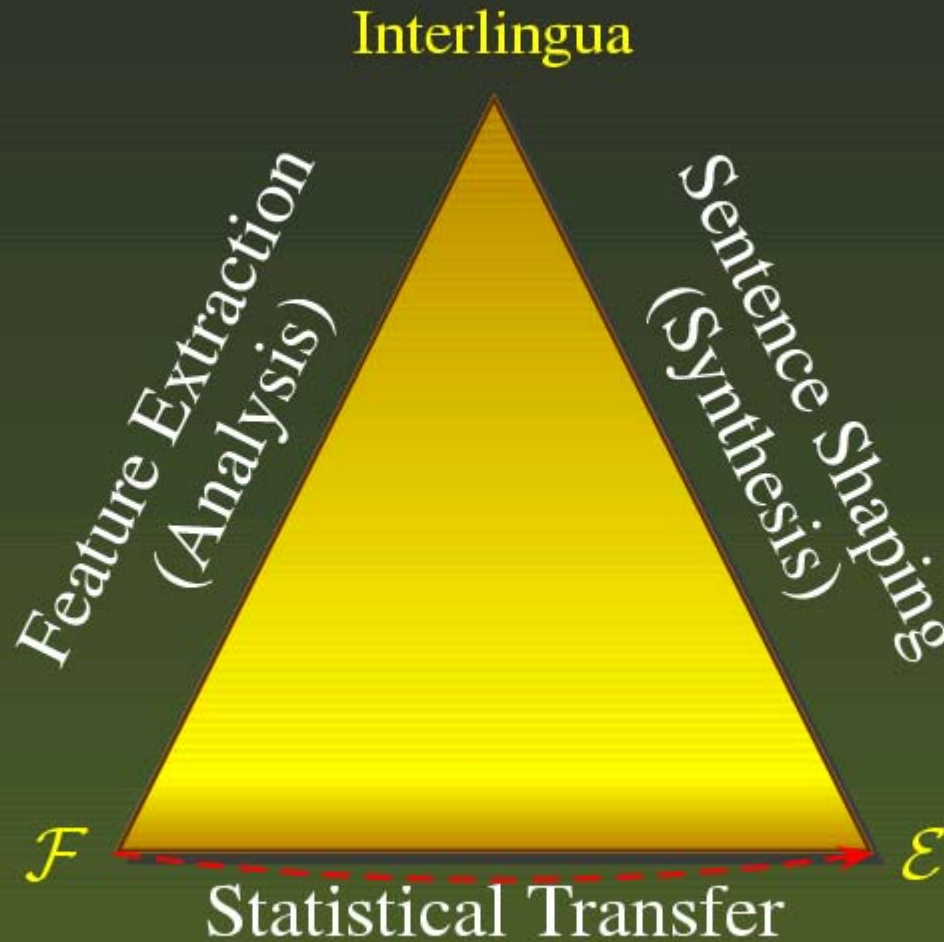 Interlingua
Feature Extraction
(Analysis)
Sentence Shaping
(Synthesis)
ℱ
ℰ
Statistical Transfer